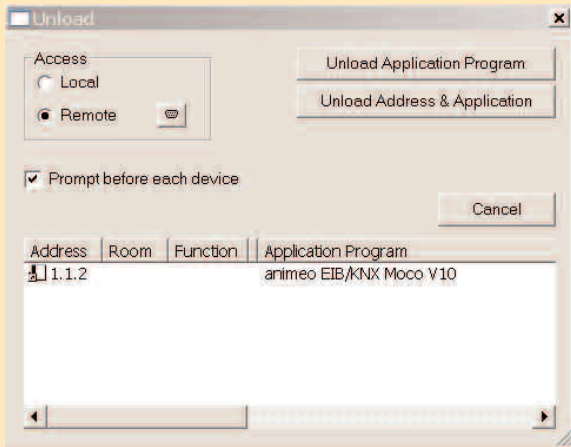 Unload
Access
Local
Remote
Unload Application Program
Unload Address & Application
Prompt before each device
Cancel
Address Room Function Application Program
1.1.2 animeo EIB/KNX Moco V10